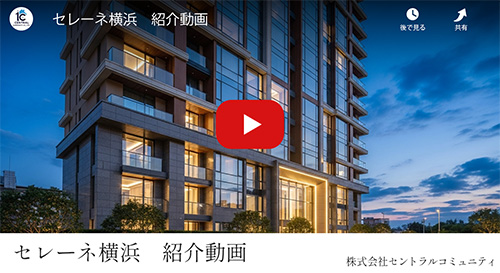 セレーネ横浜　紹介動画
後で見る
共有
セレーネ横浜　紹介動画
株式会社セントラルコミュニティ